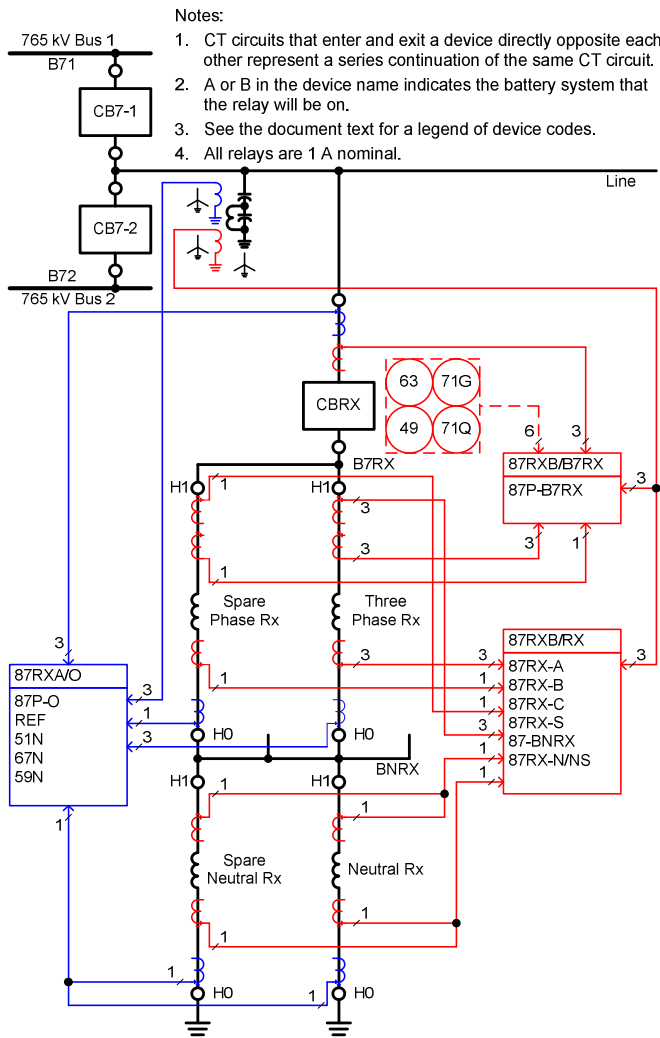 Notes:
1. CT circuits that enter and exit a device directly opposite each
other represent a series continuation of the same CT circuit.
2. A or B in the device name indicates the battery system that
the relay will be on.
3. See the document text for a legend of device codes.
4. All relays are 1 A nominal.
765 kV Bus 1
B71
CB7-1
Line
CB7-2
B72
765 kV Bus 2
CBRX
63
71G
49
71Q
6
3
B7RX
87RXB/B7RX
87P-B7RX
3
H1
1
H1
3
3
1
3
1
Spare
Phase Rx
Three
Phase Rx
3
87RXA/O
87P-O
REF
51N
67N
59N
3
1
3
1
3
1
87RXB/RX
87RX-A
87RX-B
87RX-C
87RX-S
87-BNRX
87RX-N/NS
3
1
1
3
1
1
3
H0
H0
BNRX
H1
H1
1
1
Spare
Neutral Rx
Neutral Rx
1
1
1
H0
1
H0